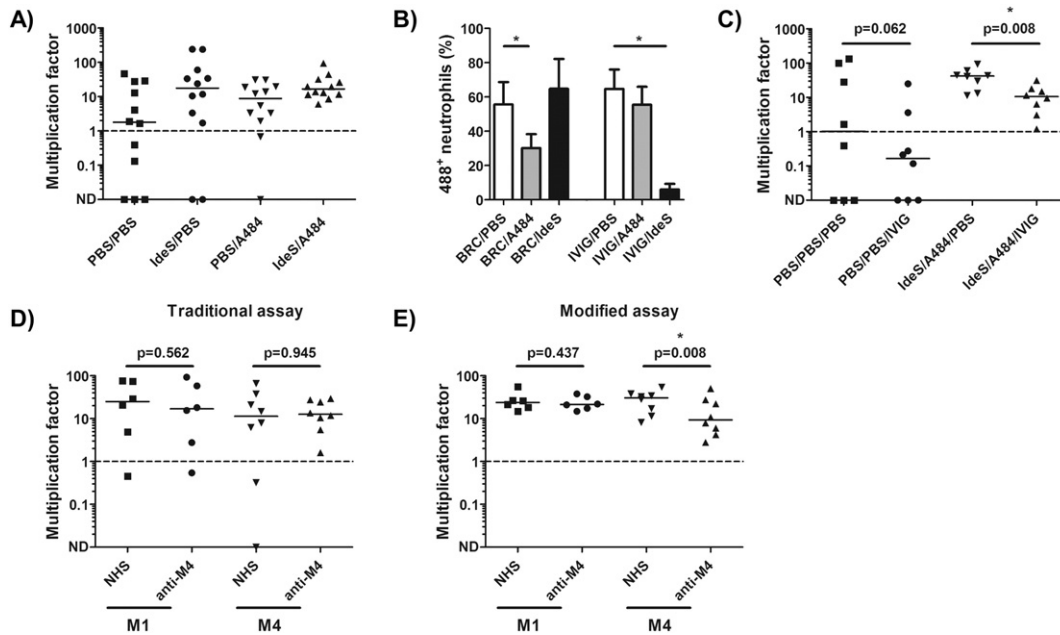 A)
Multiplication factor
1000
100
10
1
0.1
ND
PBS/PBS
IdeS/PBS
PBS/A484
IdeS/A484
B)
488+ neutrophils (%)
100
80
60
40
20
0
*
*
BRC/PBS
BRC/A484
BRC/IdeS
IVIG/PBS
IVIG/A484
IVIG/IdeS
C)
Multiplication factor
1000
100
10
1
0.1
ND
p=0.062
*
p=0.008
PBS/PBS/PBS
PBS/PBS/IVIG
IdeS/A484/PBS
IdeS/A484/IVIG
D)
Traditional assay
Multiplication factor
100
10
1
0.1
ND
p=0.562
p=0.945
NHS
anti-M4
NHS
anti-M4
M1
M4
E)
Modified assay
Multiplication factor
100
10
1
0.1
ND
p=0.437
*
p=0.008
NHS
anti-M4
NHS
anti-M4
M1
M4